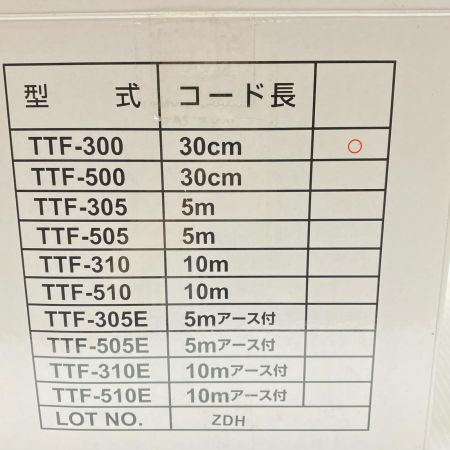 型 式 コード長
TTF-300 30cm ○
TTF-500 30cm
TTF-305 5m
TTF-505 5m
TTF-310 10m
TTF-510 10m
TTF-305E 5mアース付
TTF-505E 5mアース付
TTF-310E 10mアース付
TTF-510E 10mアース付
LOT NO. ZDH